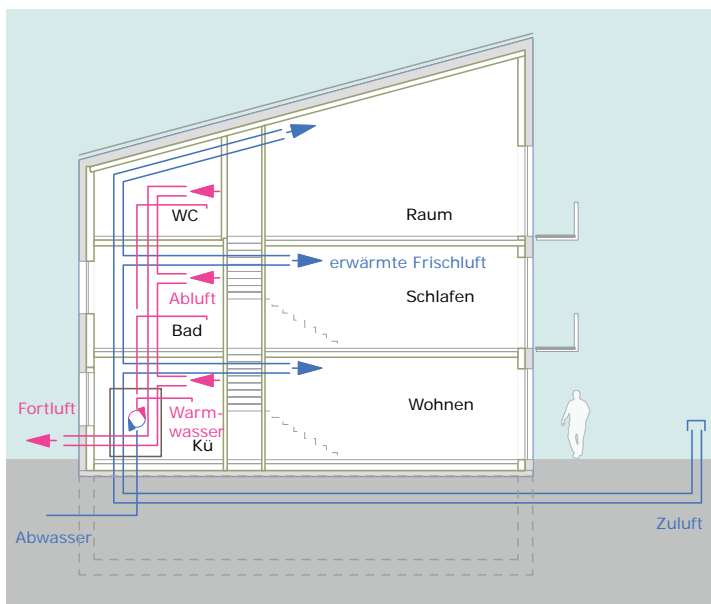 WC
Raum
erwärmte Frischluft
Abluft
Schlafen
Bad
Fortluft
Warm-
wasser
Wohnen
Kü
Abwasser
Zuluft